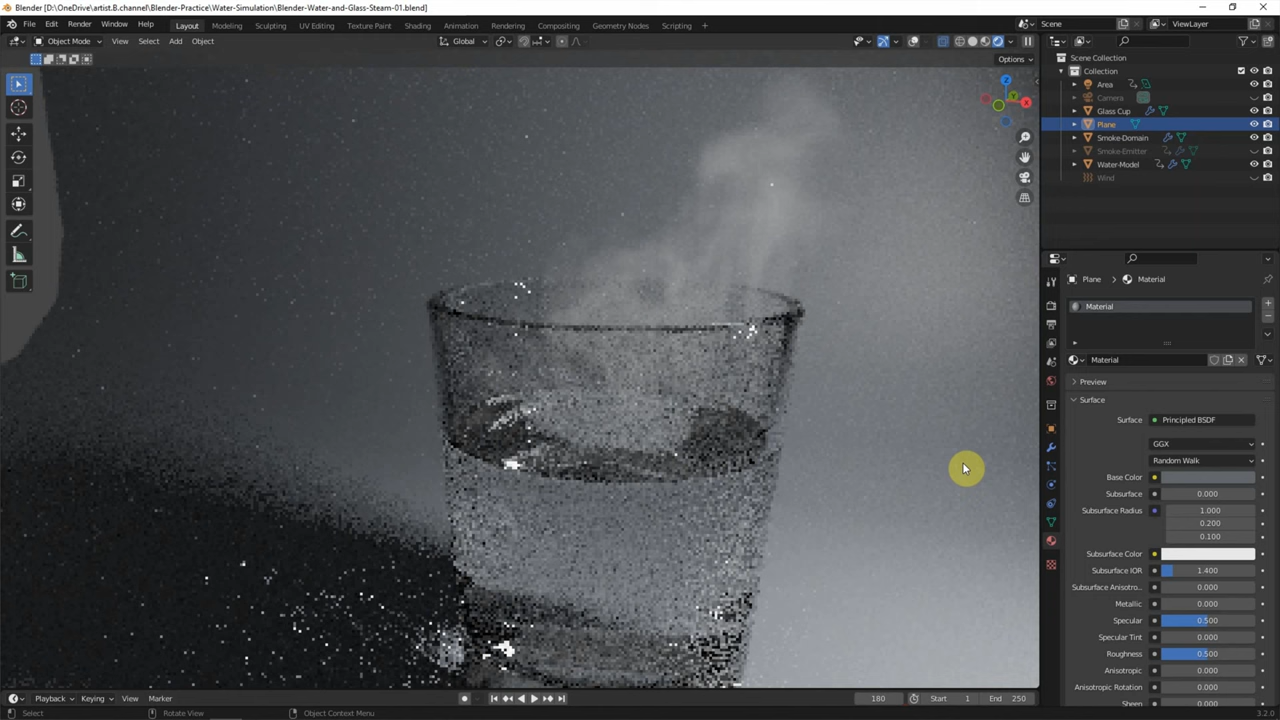 Blender [D:\OneDrive\artist.B.channel\Blender-Practice\Water-Simulation\Blender-Water-and-Glass-Steam-01.blend]
File Edit Render Window Help Layout Modeling Sculpting UV Editing Texture Paint Shading Animation Rendering Compositing Geometry Nodes Scripting + Scene ViewLayer
Object Mode View Select Add Object Global
Options
Scene Collection
Collection
Area
Camera
Glass Cup
Plane
Smoke-Domain
Smoke-Emitter
Water-Model
Wind
Z
Y
X
Plane Material
Material
Material
Preview
Surface
Surface Principled BSDF
GGX
Random Walk
Base Color
Subsurface 0.000
Subsurface Radius 1.000
0.200
0.100
Subsurface Color
Subsurface IOR 1.400
Subsurface Anisotro... 0.000
Metallic 0.000
Specular 0.500
Specular Tint 0.000
Roughness 0.500
Anisotropic 0.000
Anisotropic Rotation 0.000
Sheen 0.000
Playback Keying View Marker 180 Start 1 End 250
Select Rotate View Object Context Menu 3.2.0